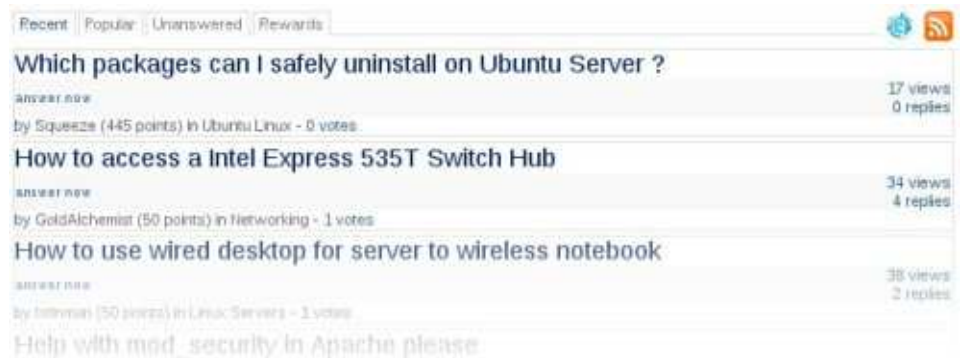 Recent Popular Unanswered Rewards
Which packages can I safely uninstall on Ubuntu Server ?
17 views
answer now
0 replies
by Squeeze (445 points) in Ubuntu Linux - 0 votes
How to access a Intel Express 535T Switch Hub
34 views
answer now
4 replies
by GoldAlchemist (50 points) in Networking - 1 votes
How to use wired desktop for server to wireless notebook
38 views
answer now
2 replies
by (50 points) in Linux Servers - 1 votes
Help with mod_security in Apache please